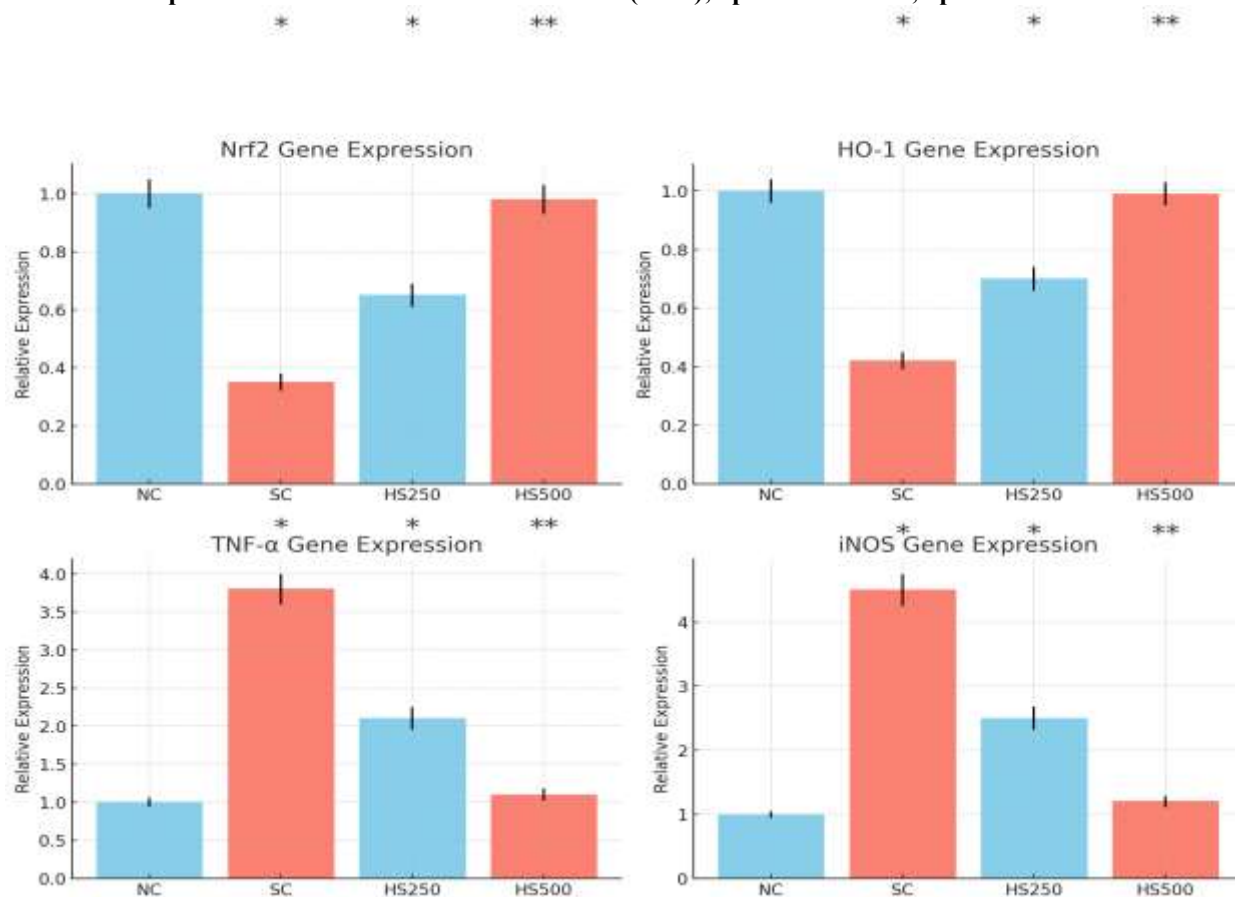 * * ** * * **
Nrf2 Gene Expression HO-1 Gene Expression
Relative Expression Relative Expression
1.0 1.0
0.8 0.8
0.6 0.6
0.4 0.4
0.2 0.2
0.0 0.0
NC SC HS250 HS500 NC SC HS250 HS500
* * ** * * **
TNF-α Gene Expression iNOS Gene Expression
Relative Expression Relative Expression
4.0
3.5
3.0
2.5
2.0
1.5
1.0
0.5
0.0
4
3
2
1
0
NC SC HS250 HS500 NC SC HS250 HS500